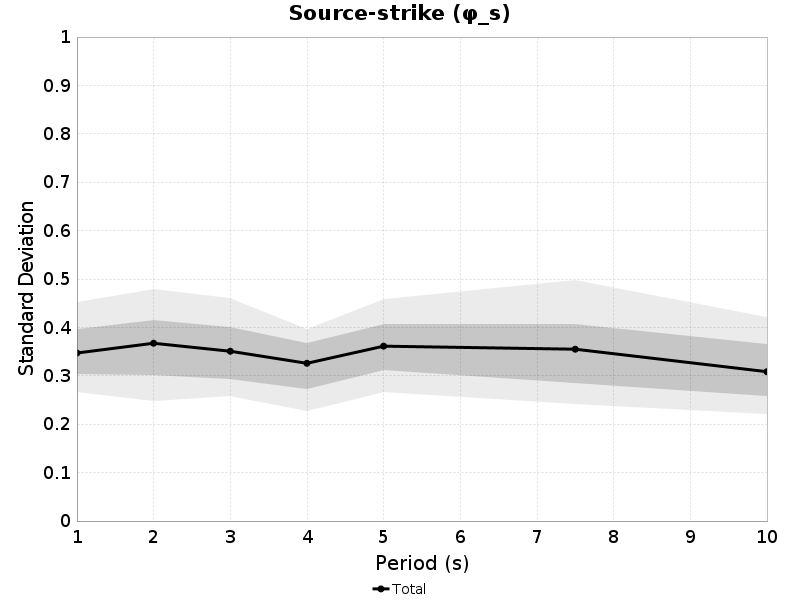 Source-strike (φ_s)
1
0.9
0.8
0.7
0.6
0.5
0.4
0.3
0.2
0.1
0
Standard Deviation
1 2 3 4 5 6 7 8 9 10
Period (s)
Total